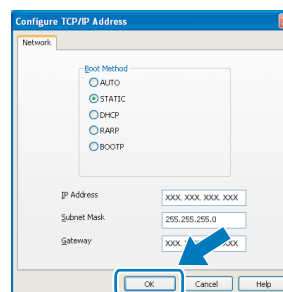 Configure TCP/IP Address
Network
Boot Method
AUTO
STATIC
DHCP
RARP
BOOTP
IP Address XXX. XXX. XXX. XXX
Subnet Mask 255.255.255.0
Gateway XXX.
OK Cancel Help